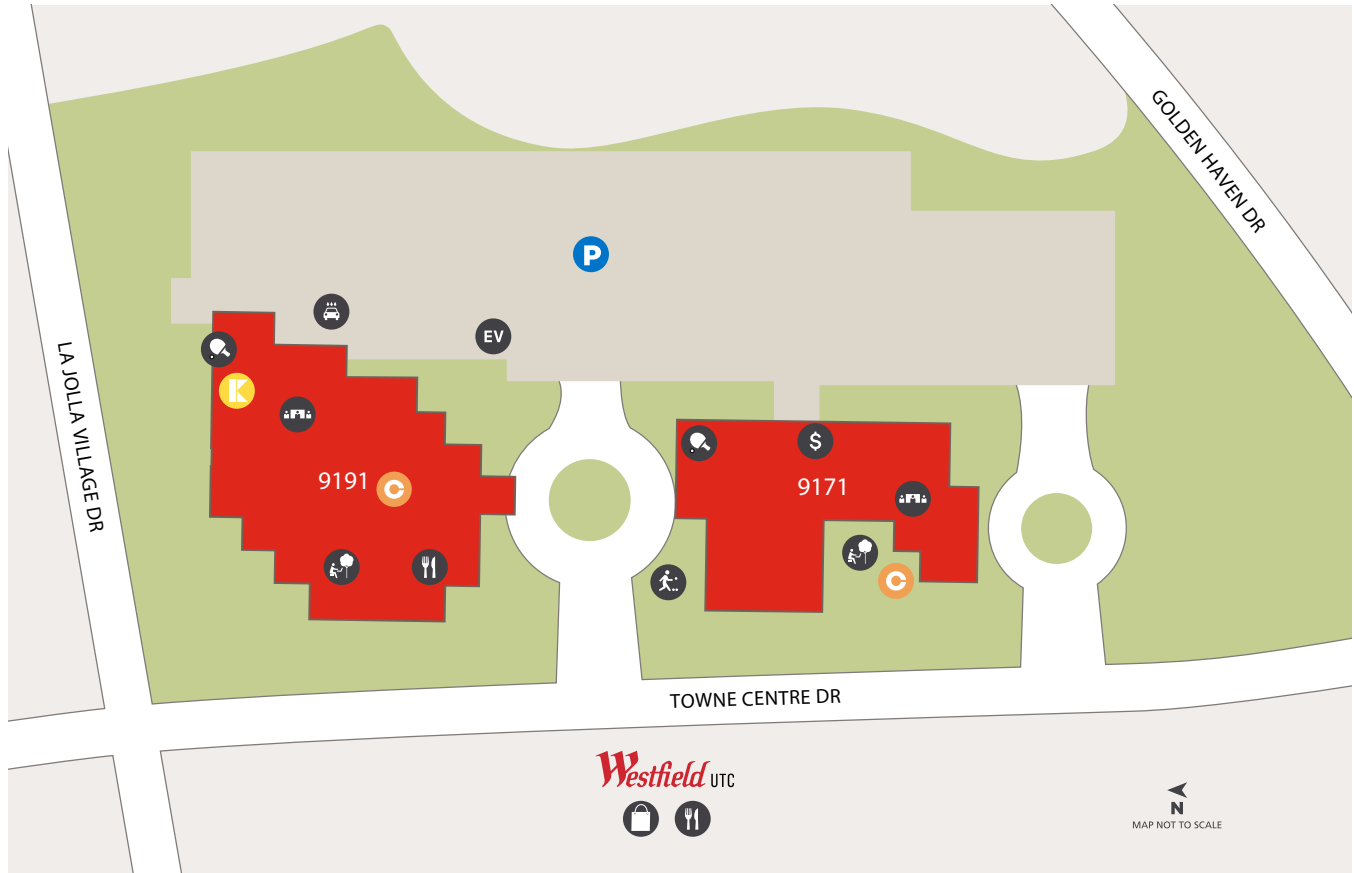 GOLDEN HAVEN DR
P
EV
LA JOLLA VILLAGE DR
K
$
9191
C
9171
C
TOWNE CENTRE DR
Westfield UTC
N
MAP NOT TO SCALE